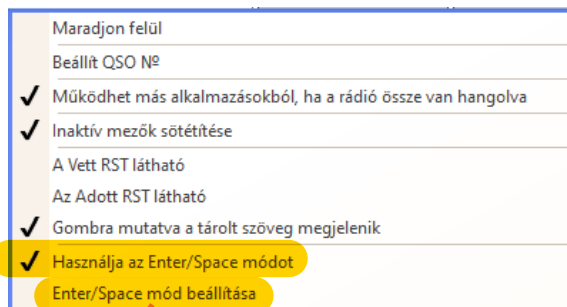 Maradjon felül
Beállít QSO №
Működhet más alkalmazásokból, ha a rádió össze van hangolva
Inaktív mezők sötétítése
A Vett RST látható
Az Adott RST látható
Gombra mutatva a tárolt szöveg megjelenik
Használja az Enter/Space módot
Enter/Space mód beállítása